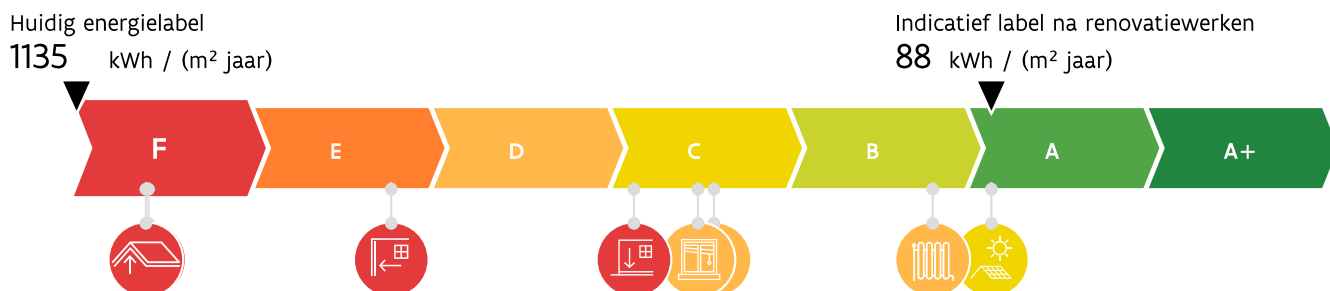 Huidig energielabel
1135 kWh / (m² jaar)
Indicatief label na renovatiewerken
88 kWh / (m² jaar)
F E D C B A A+